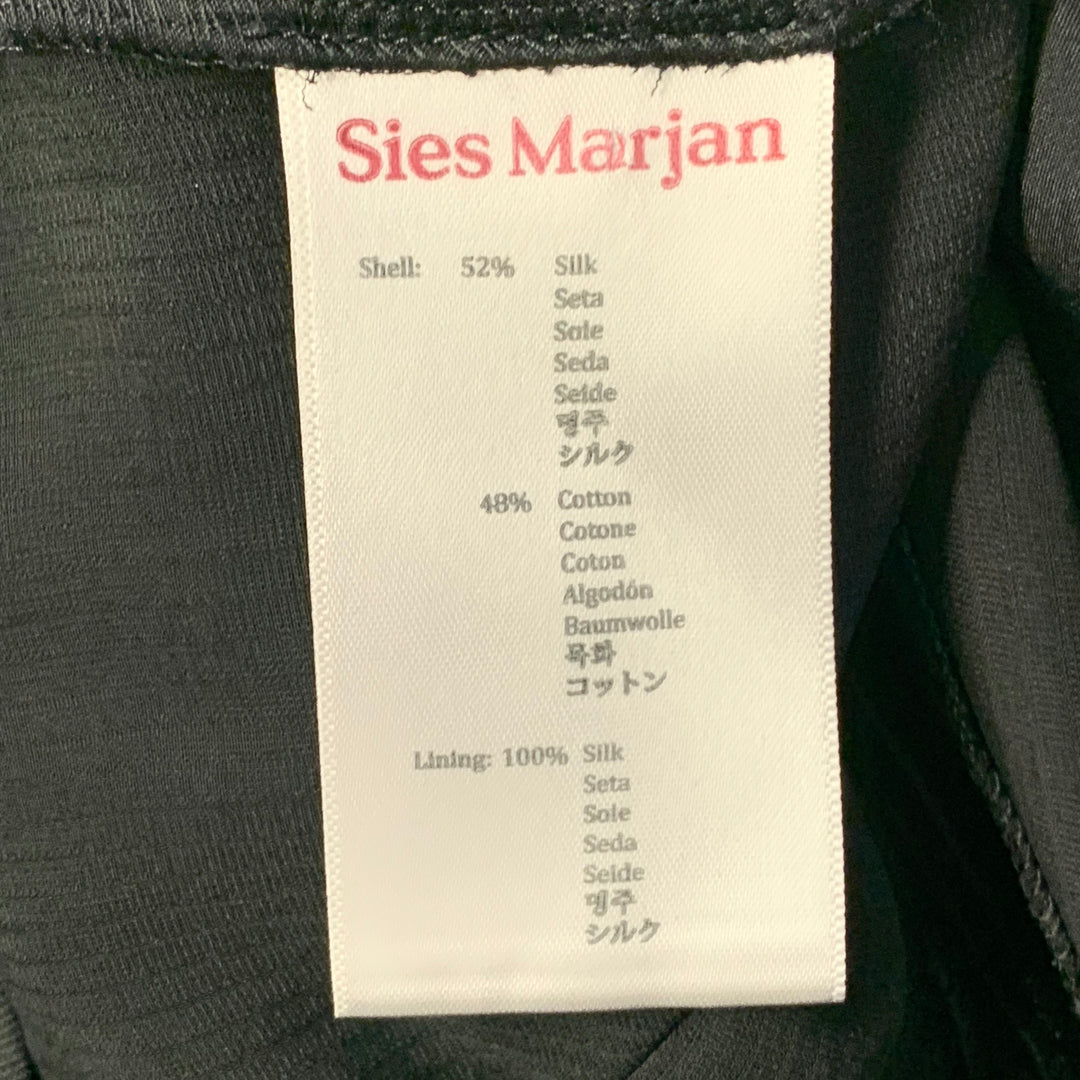 Sies Marjan
Shell: 52% Silk
Seta
Soie
Seda
Seide
명주
シルク
48% Cotton
Cotone
Coton
Algodón
Baumwolle
목화
コットン
Lining: 100% Silk
Seta
Soie
Seda
Seide
명주
シルク